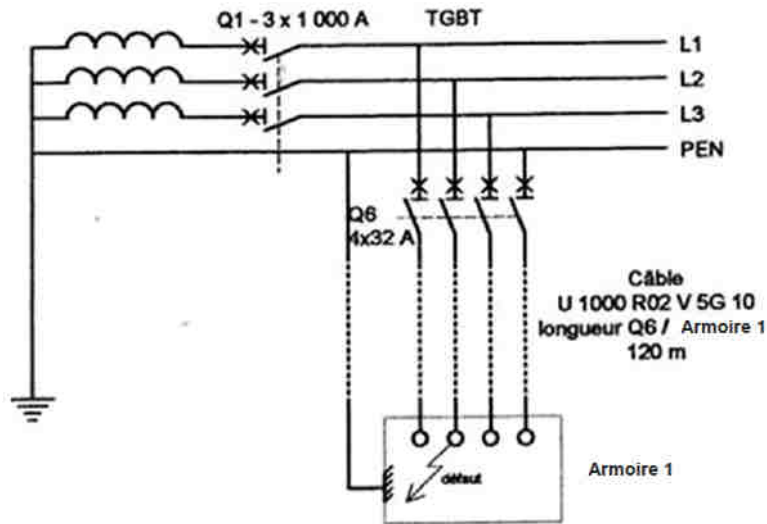 Q1 - 3 x 1 000 A
TGBT
L1
L2
L3
PEN
Q6
4x32 A
Câble
U 1000 R02 V 5G 10
longueur Q6 / Armoire 1
120 m
défaut
Armoire 1